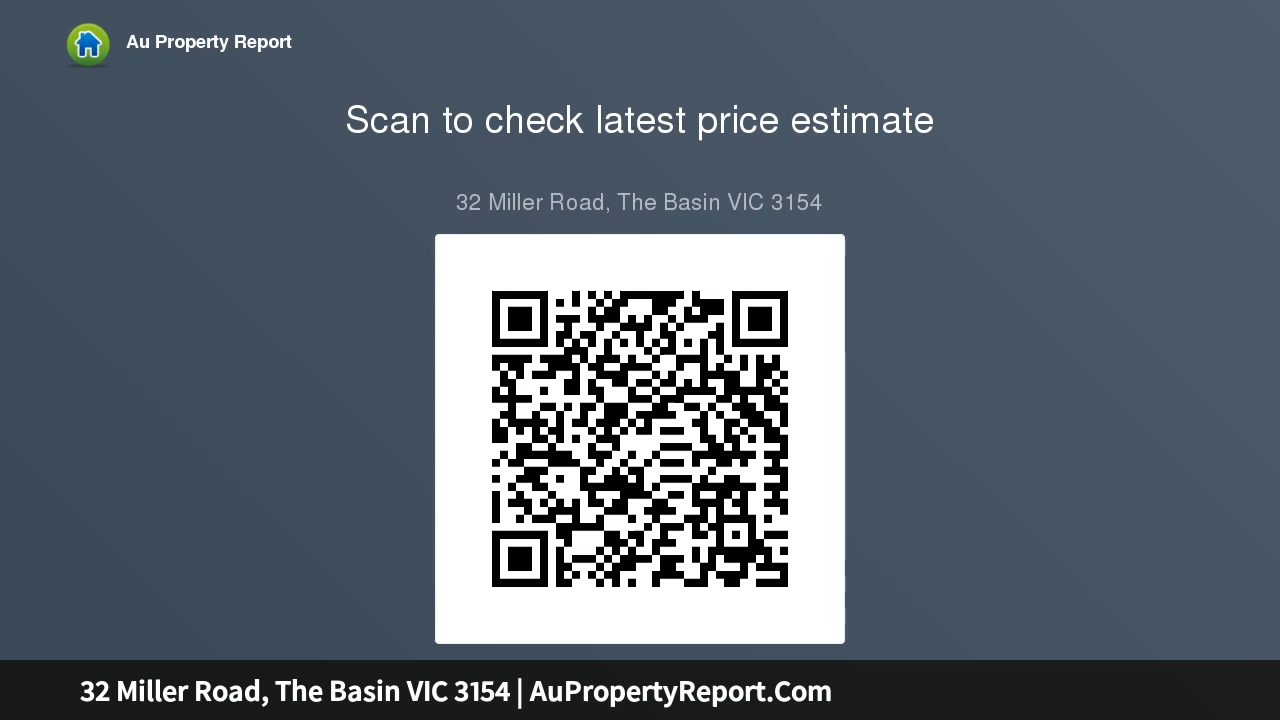 Au Property Report
Scan to check latest price estimate
32 Miller Road, The Basin VIC 3154
32 Miller Road, The Basin VIC 3154 | AuPropertyReport.Com